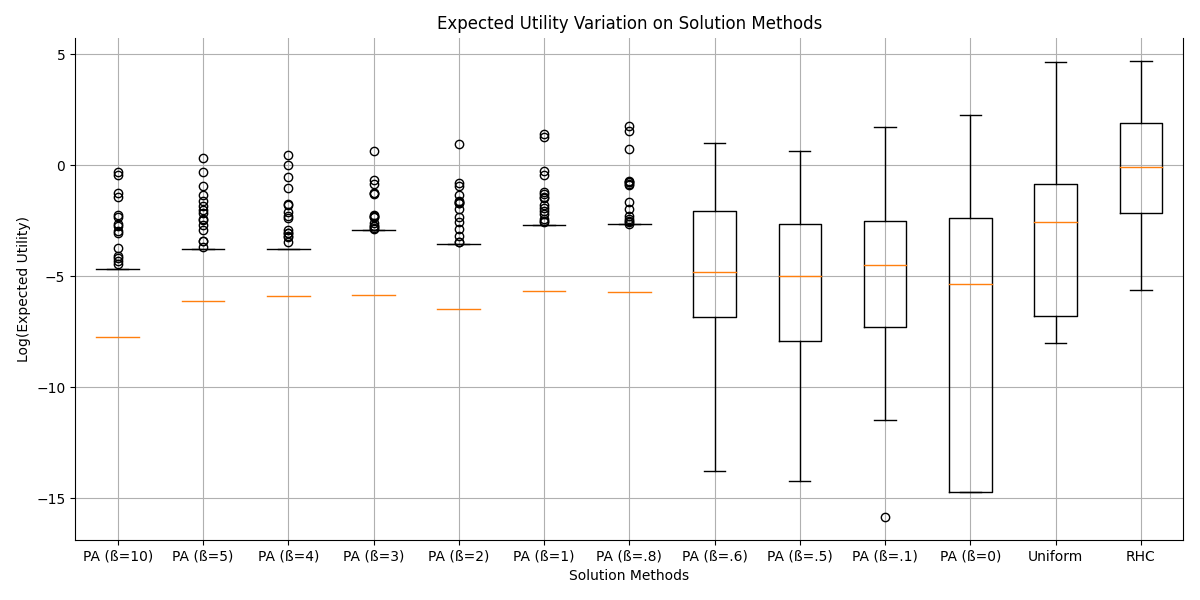 Expected Utility Variation on Solution Methods
Log(Expected Utility)
5
0
−5
−10
−15
PA (ß=10) PA (ß=5) PA (ß=4) PA (ß=3) PA (ß=2) PA (ß=1) PA (ß=.8) PA (ß=.6) PA (ß=.5) PA (ß=.1) PA (ß=0) Uniform RHC
Solution Methods